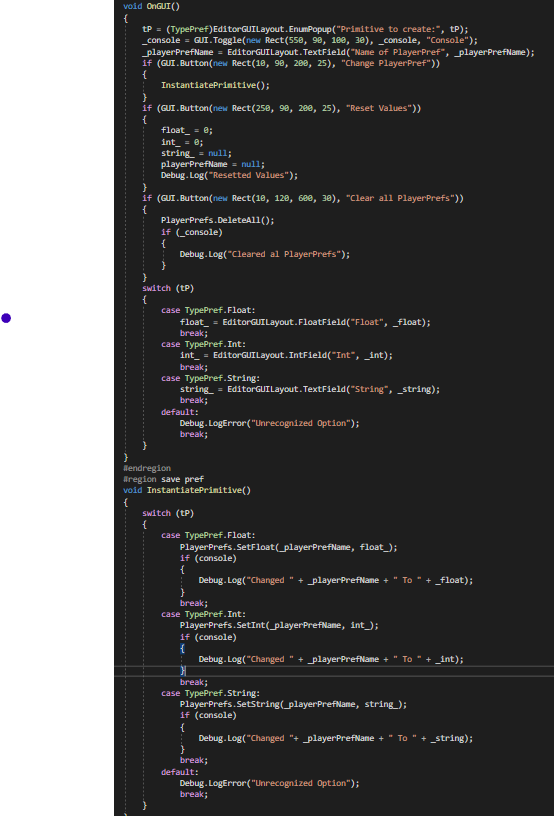 void OnGUI()
{
tP = (TypePref)EditorGUILayout.EnumPopup("Primitive to create:", tP);
_console = GUI.Toggle(new Rect(550, 90, 100, 30), _console, "Console");
_playerPrefName = EditorGUILayout.TextField("Name of PlayerPref", _playerPrefName);
if (GUI.Button(new Rect(10, 90, 200, 25), "Change PlayerPref"))
{
InstantiatePrimitive();
}
if (GUI.Button(new Rect(250, 90, 200, 25), "Reset Values"))
{
float_ = 0;
int_ = 0;
string_ = null;
playerPrefName = null;
Debug.Log("Resetted Values");
}
if (GUI.Button(new Rect(10, 120, 600, 30), "Clear all PlayerPrefs"))
{
PlayerPrefs.DeleteAll();
if (_console)
{
Debug.Log("Cleared al PlayerPrefs");
}
}
switch (tP)
{
case TypePref.Float:
float_ = EditorGUILayout.FloatField("Float", _float);
break;
case TypePref.Int:
int_ = EditorGUILayout.IntField("Int", _int);
break;
case TypePref.String:
string_ = EditorGUILayout.TextField("String", _string);
break;
default:
Debug.LogError("Unrecognized Option");
break;
}
}
#endregion
#region save pref
void InstantiatePrimitive()
{
switch (tP)
{
case TypePref.Float:
PlayerPrefs.SetFloat(_playerPrefName, float_);
if (console)
{
Debug.Log("Changed " + _playerPrefName + " To " + _float);
}
break;
case TypePref.Int:
PlayerPrefs.SetInt(_playerPrefName, int_);
if (console)
{
Debug.Log("Changed " + _playerPrefName + " To " + _int);
}
break;
case TypePref.String:
PlayerPrefs.SetString(_playerPrefName, string_);
if (console)
{
Debug.Log("Changed "+ _playerPrefName + " To " + _string);
}
break;
default:
Debug.LogError("Unrecognized Option");
break;
}